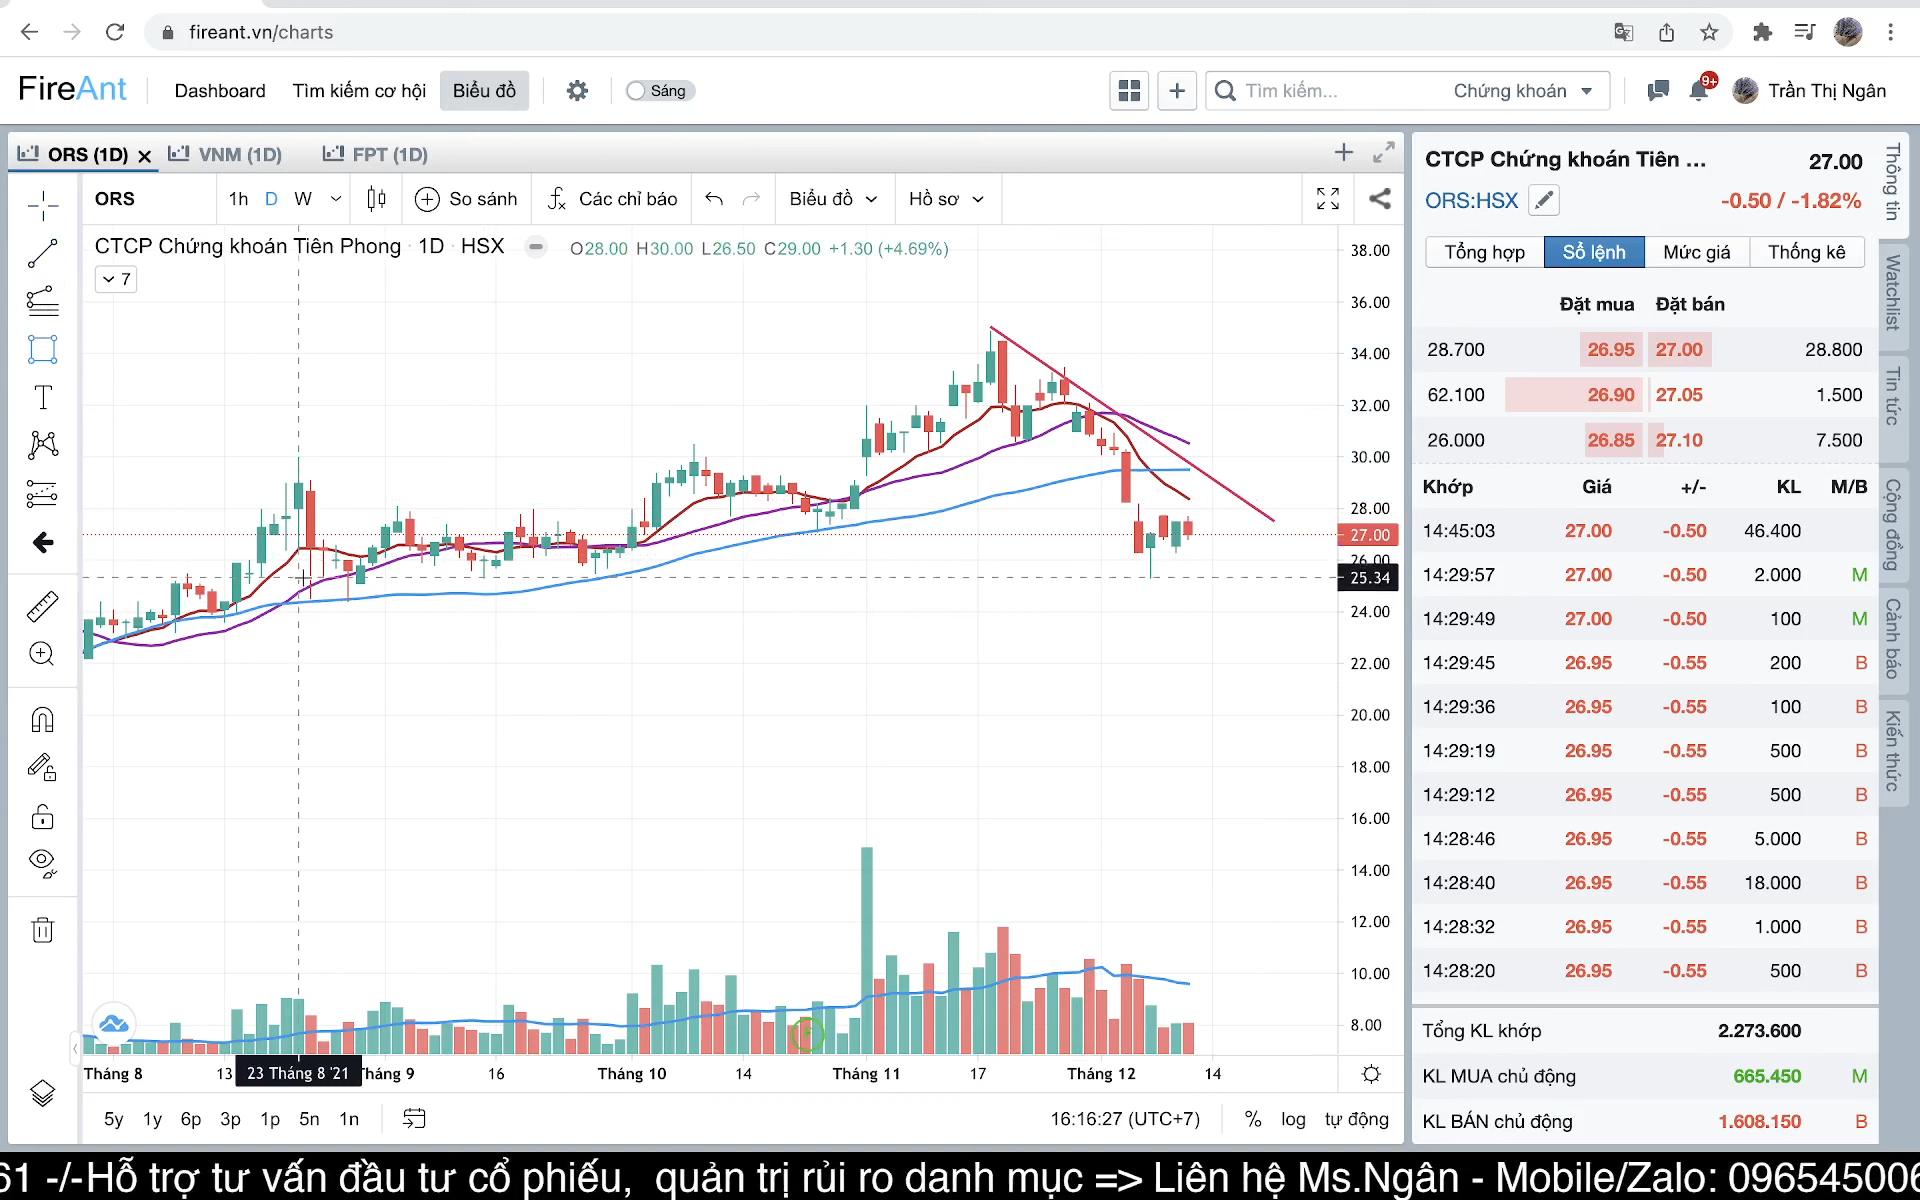 fireant.vn/charts
FireAnt Dashboard Tìm kiếm cơ hội Biểu đồ Sáng Tìm kiếm... Chứng khoán 9+ Trần Thị Ngân
ORS (1D) VNM (1D) FPT (1D)
ORS 1h D W So sánh Các chỉ báo Biểu đồ Hồ sơ
CTCP Chứng khoán Tiên Phong · 1D · HSX O28.00 H30.00 L26.50 C29.00 +1.30 (+4.69%)
7
38.00
36.00
34.00
32.00
30.00
28.00
27.00
26.00
25.34
24.00
22.00
20.00
18.00
16.00
14.00
12.00
10.00
8.00
Tháng 8 13 23 Tháng 8 '21 Tháng 9 16 Tháng 10 14 Tháng 11 17 Tháng 12 14
5y 1y 6p 3p 1p 5n 1n 16:16:27 (UTC+7) % log tự động
CTCP Chứng khoán Tiên ... 27.00
ORS:HSX -0.50 / -1.82%
Tổng hợp Sổ lệnh Mức giá Thống kê
Đặt mua Đặt bán
28.700 26.95 27.00 28.800
62.100 26.90 27.05 1.500
26.000 26.85 27.10 7.500
Khớp Giá +/- KL M/B
14:45:03 27.00 -0.50 46.400
14:29:57 27.00 -0.50 2.000 M
14:29:49 27.00 -0.50 100 M
14:29:45 26.95 -0.55 200 B
14:29:36 26.95 -0.55 100 B
14:29:19 26.95 -0.55 500 B
14:29:12 26.95 -0.55 500 B
14:28:46 26.95 -0.55 5.000 B
14:28:40 26.95 -0.55 18.000 B
14:28:32 26.95 -0.55 1.000 B
14:28:20 26.95 -0.55 500 B
Tổng KL khớp 2.273.600
KL MUA chủ động 665.450 M
KL BÁN chủ động 1.608.150 B
Thông tin
Watchlist
Tin tức
Cộng đồng
Cảnh báo
Kiến thức
61 -/-Hỗ trợ tư vấn đầu tư cổ phiếu, quản trị rủi ro danh mục => Liên hệ Ms.Ngân - Mobile/Zalo: 096545006